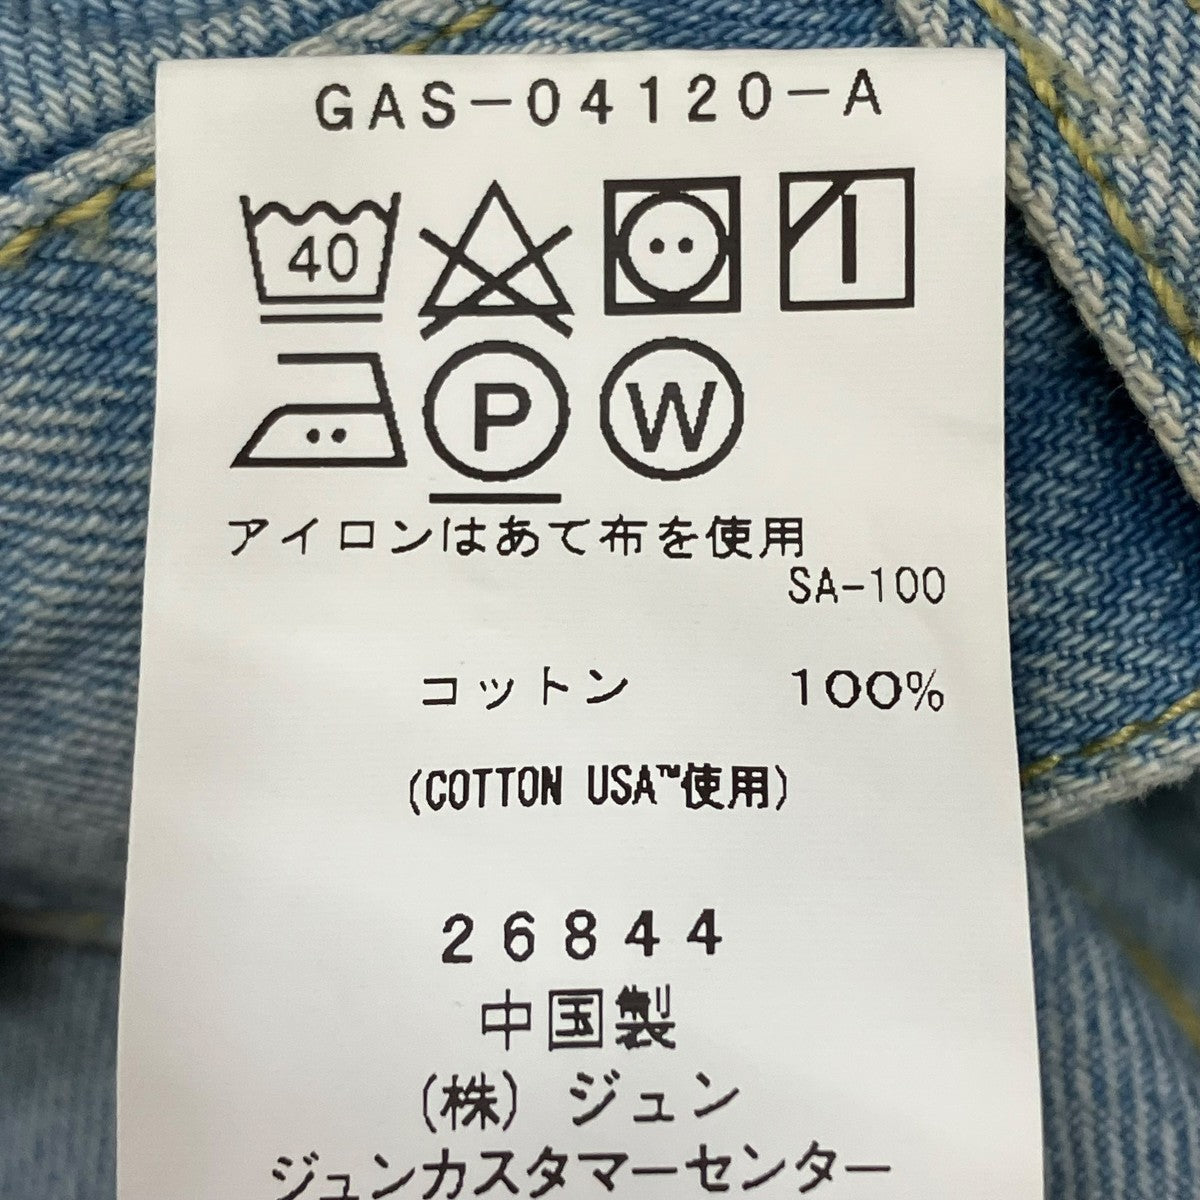 GAS-04120-A
40
P W
アイロンはあて布を使用
SA-100
コットン 100%
(COTTON USA™使用)
26844
中国製
(株)ジュン
ジュンカスタマーセンター